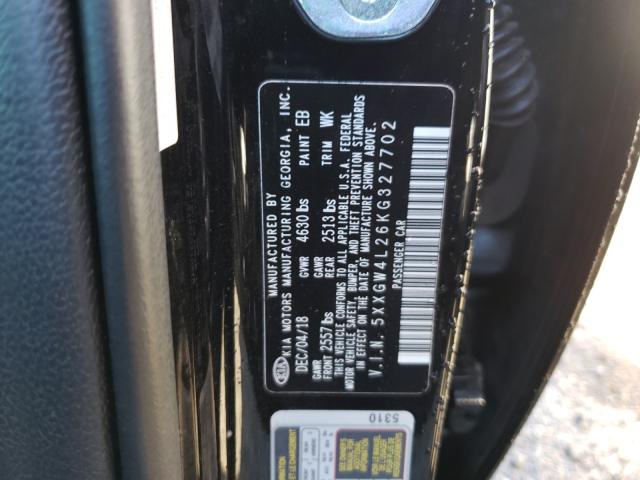 MANUFACTURED BY
KIA KIA MOTORS MANUFACTURING GEORGIA, INC.
DEC/04/18 GVWR 4630 lbs PAINT EB
GAWR FRONT 2557 lbs GAWR REAR 2513 lbs TRIM WK
THIS VEHICLE CONFORMS TO ALL APPLICABLE U.S.A. FEDERAL
MOTOR VEHICLE SAFETY, BUMPER, AND THEFT PREVENTION STANDARDS
IN EFFECT ON THE DATE OF MANUFACTURE SHOWN ABOVE.
V.I.N. 5XXGW4L26KG327702
PASSENGER CAR
5310